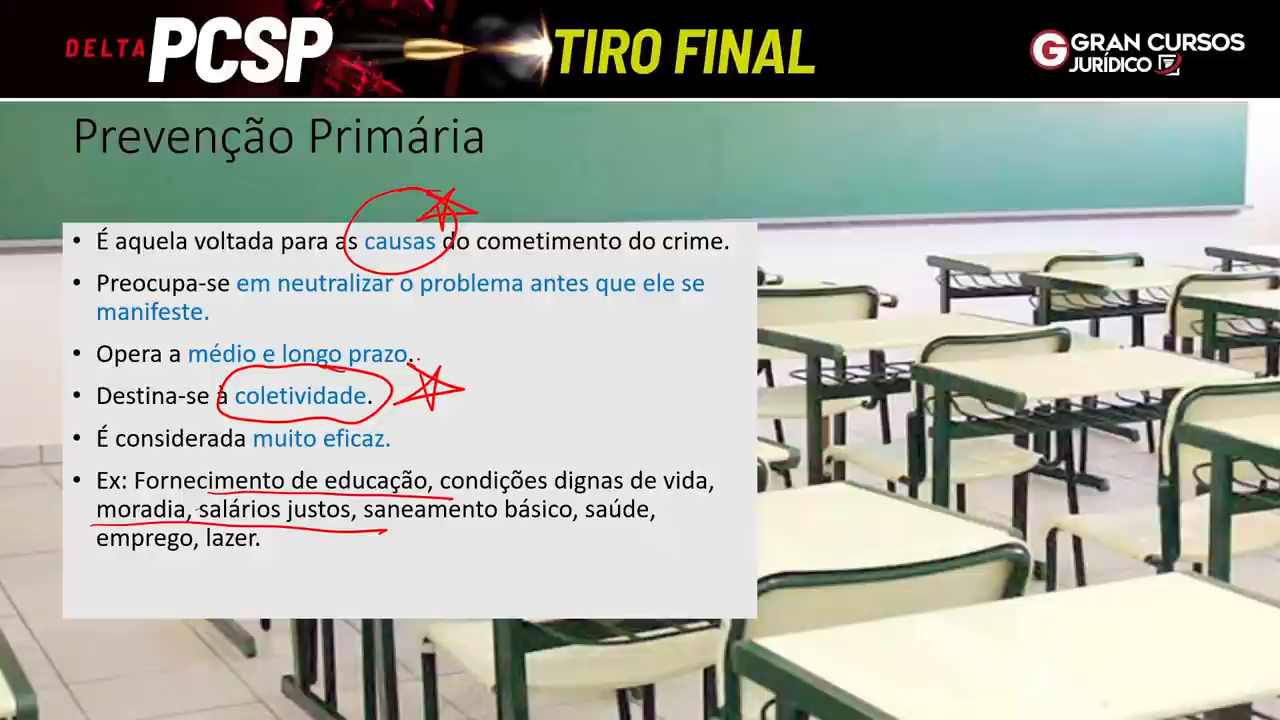 DELTA PCSP TIRO FINAL
GRAN CURSOS
JURÍDICO
Prevenção Primária
• É aquela voltada para as causas do cometimento do crime.
• Preocupa-se em neutralizar o problema antes que ele se
manifeste.
• Opera a médio e longo prazo.
• Destina-se à coletividade.
• É considerada muito eficaz.
• Ex: Fornecimento de educação, condições dignas de vida,
moradia, salários justos, saneamento básico, saúde,
emprego, lazer.